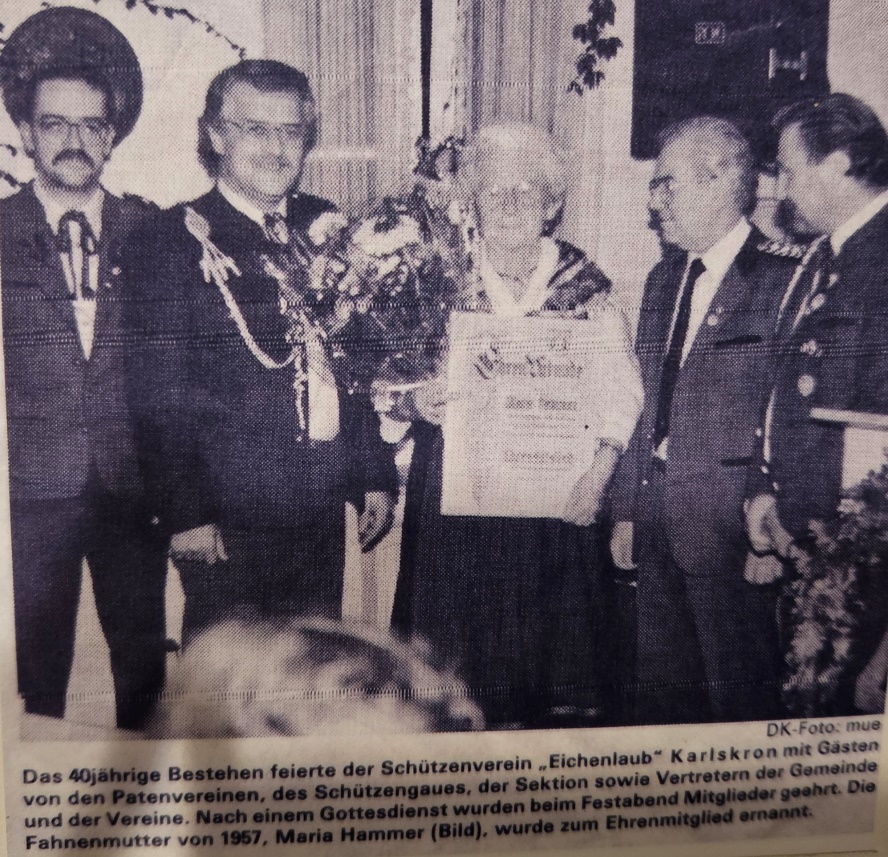 Ehren Urkunde
DK-Foto: mue
Das 40jährige Bestehen feierte der Schützenverein „Eichenlaub“ Karlskron mit Gästen
von den Patenvereinen, des Schützengaues, der Sektion sowie Vertretern der Gemeinde
und der Vereine. Nach einem Gottesdienst wurden beim Festabend Mitglieder geehrt. Die
Fahnenmutter von 1957, Maria Hammer (Bild), wurde zum Ehrenmitglied ernannt.